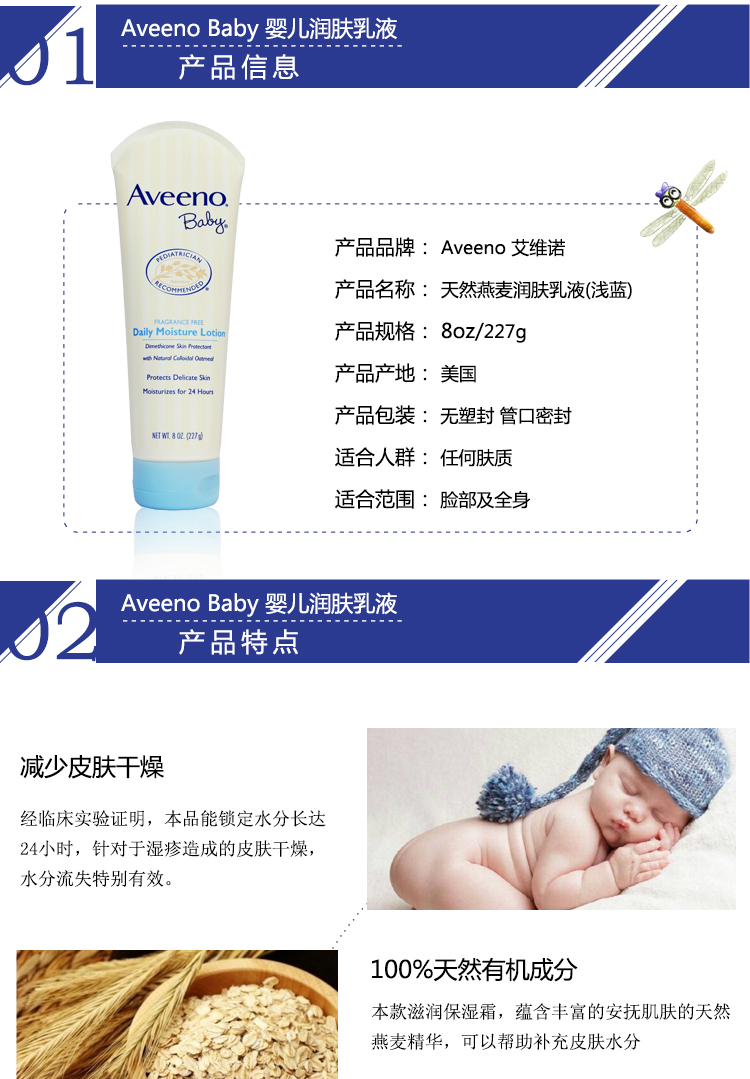 01
Aveeno Baby 婴儿润肤乳液
产品信息
Aveeno®
Baby®
PEDIATRICIAN
RECOMMENDED
FRAGRANCE FREE
Daily Moisture Lotion
Dimethicone Skin Protectant
with Natural Colloidal Oatmeal
Protects Delicate Skin
Moisturizes for 24 Hours
NET WT. 8 OZ. (227g)
产品品牌： Aveeno 艾维诺
产品名称： 天然燕麦润肤乳液(浅蓝)
产品规格： 8oz/227g
产品产地： 美国
产品包装： 无塑封 管口密封
适合人群： 任何肤质
适合范围： 脸部及全身
02
Aveeno Baby 婴儿润肤乳液
产品特点
减少皮肤干燥
经临床实验证明，本品能锁定水分长达
24小时，针对于湿疹造成的皮肤干燥，
水分流失特别有效。
100%天然有机成分
本款滋润保湿霜，蕴含丰富的安抚肌肤的天然
燕麦精华，可以帮助补充皮肤水分